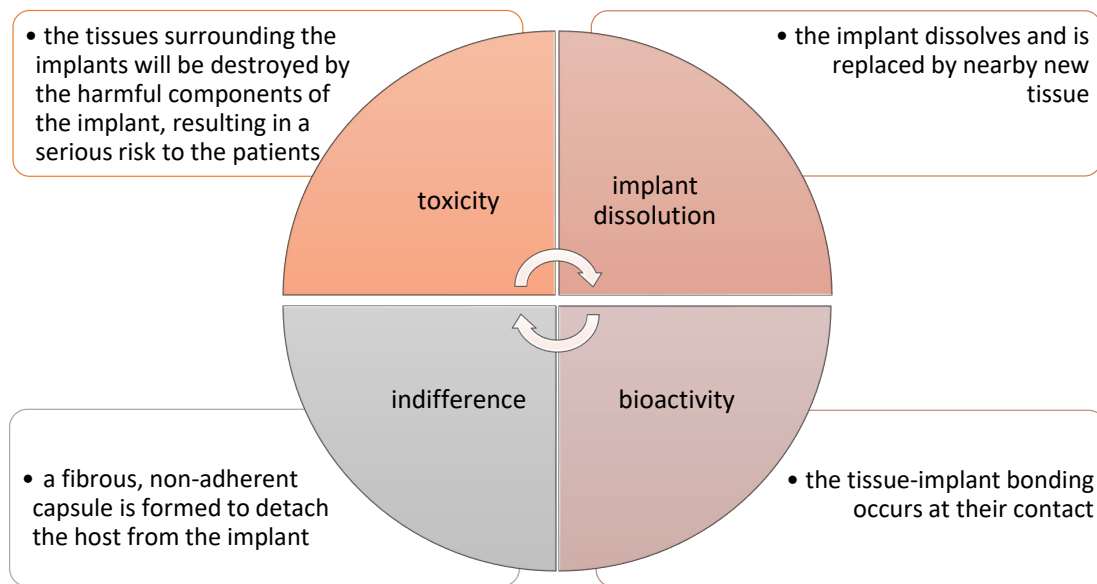 • the tissues surrounding the
implants will be destroyed by
the harmful components of
the implant, resulting in a
serious risk to the patients
• the implant dissolves and is
replaced by nearby new
tissue
toxicity
implant
dissolution
indifference
bioactivity
• a fibrous, non-adherent
capsule is formed to detach
the host from the implant
• the tissue-implant bonding
occurs at their contact